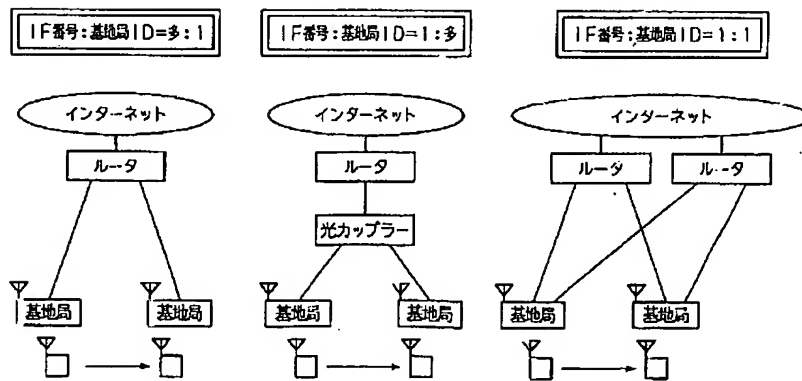 IF番号:基地局ID=多:1
インターネット
ルータ
基地局
基地局
IF番号:基地局ID=1:多
インターネット
ルータ
光カップラー
基地局
基地局
IF番号:基地局ID=1:1
インターネット
ルータ
ルータ
基地局
基地局